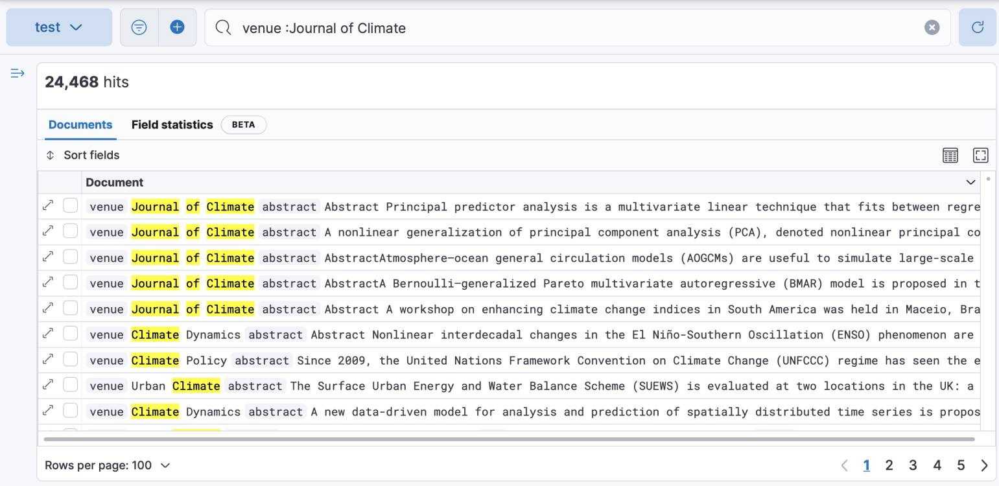 test
venue :Journal of Climate
24,468 hits
Documents Field statistics BETA
Sort fields
Document
venue Journal of Climate abstract Abstract Principal predictor analysis is a multivariate linear technique that fits between regre
venue Journal of Climate abstract A nonlinear generalization of principal component analysis (PCA), denoted nonlinear principal co
venue Journal of Climate abstract AbstractAtmosphere–ocean general circulation models (AOGCMs) are useful to simulate large-scale
venue Journal of Climate abstract AbstractA Bernoulli–generalized Pareto multivariate autoregressive (BMAR) model is proposed in t
venue Journal of Climate abstract Abstract A workshop on enhancing climate change indices in South America was held in Maceio, Bra
venue Climate Dynamics abstract Abstract Nonlinear interdecadal changes in the El Niño-Southern Oscillation (ENSO) phenomenon are
venue Climate Policy abstract Since 2009, the United Nations Framework Convention on Climate Change (UNFCCC) regime has seen the e
venue Urban Climate abstract The Surface Urban Energy and Water Balance Scheme (SUEWS) is evaluated at two locations in the UK: a
venue Climate Dynamics abstract A new data-driven model for analysis and prediction of spatially distributed time series is propos
Rows per page: 100 1 2 3 4 5